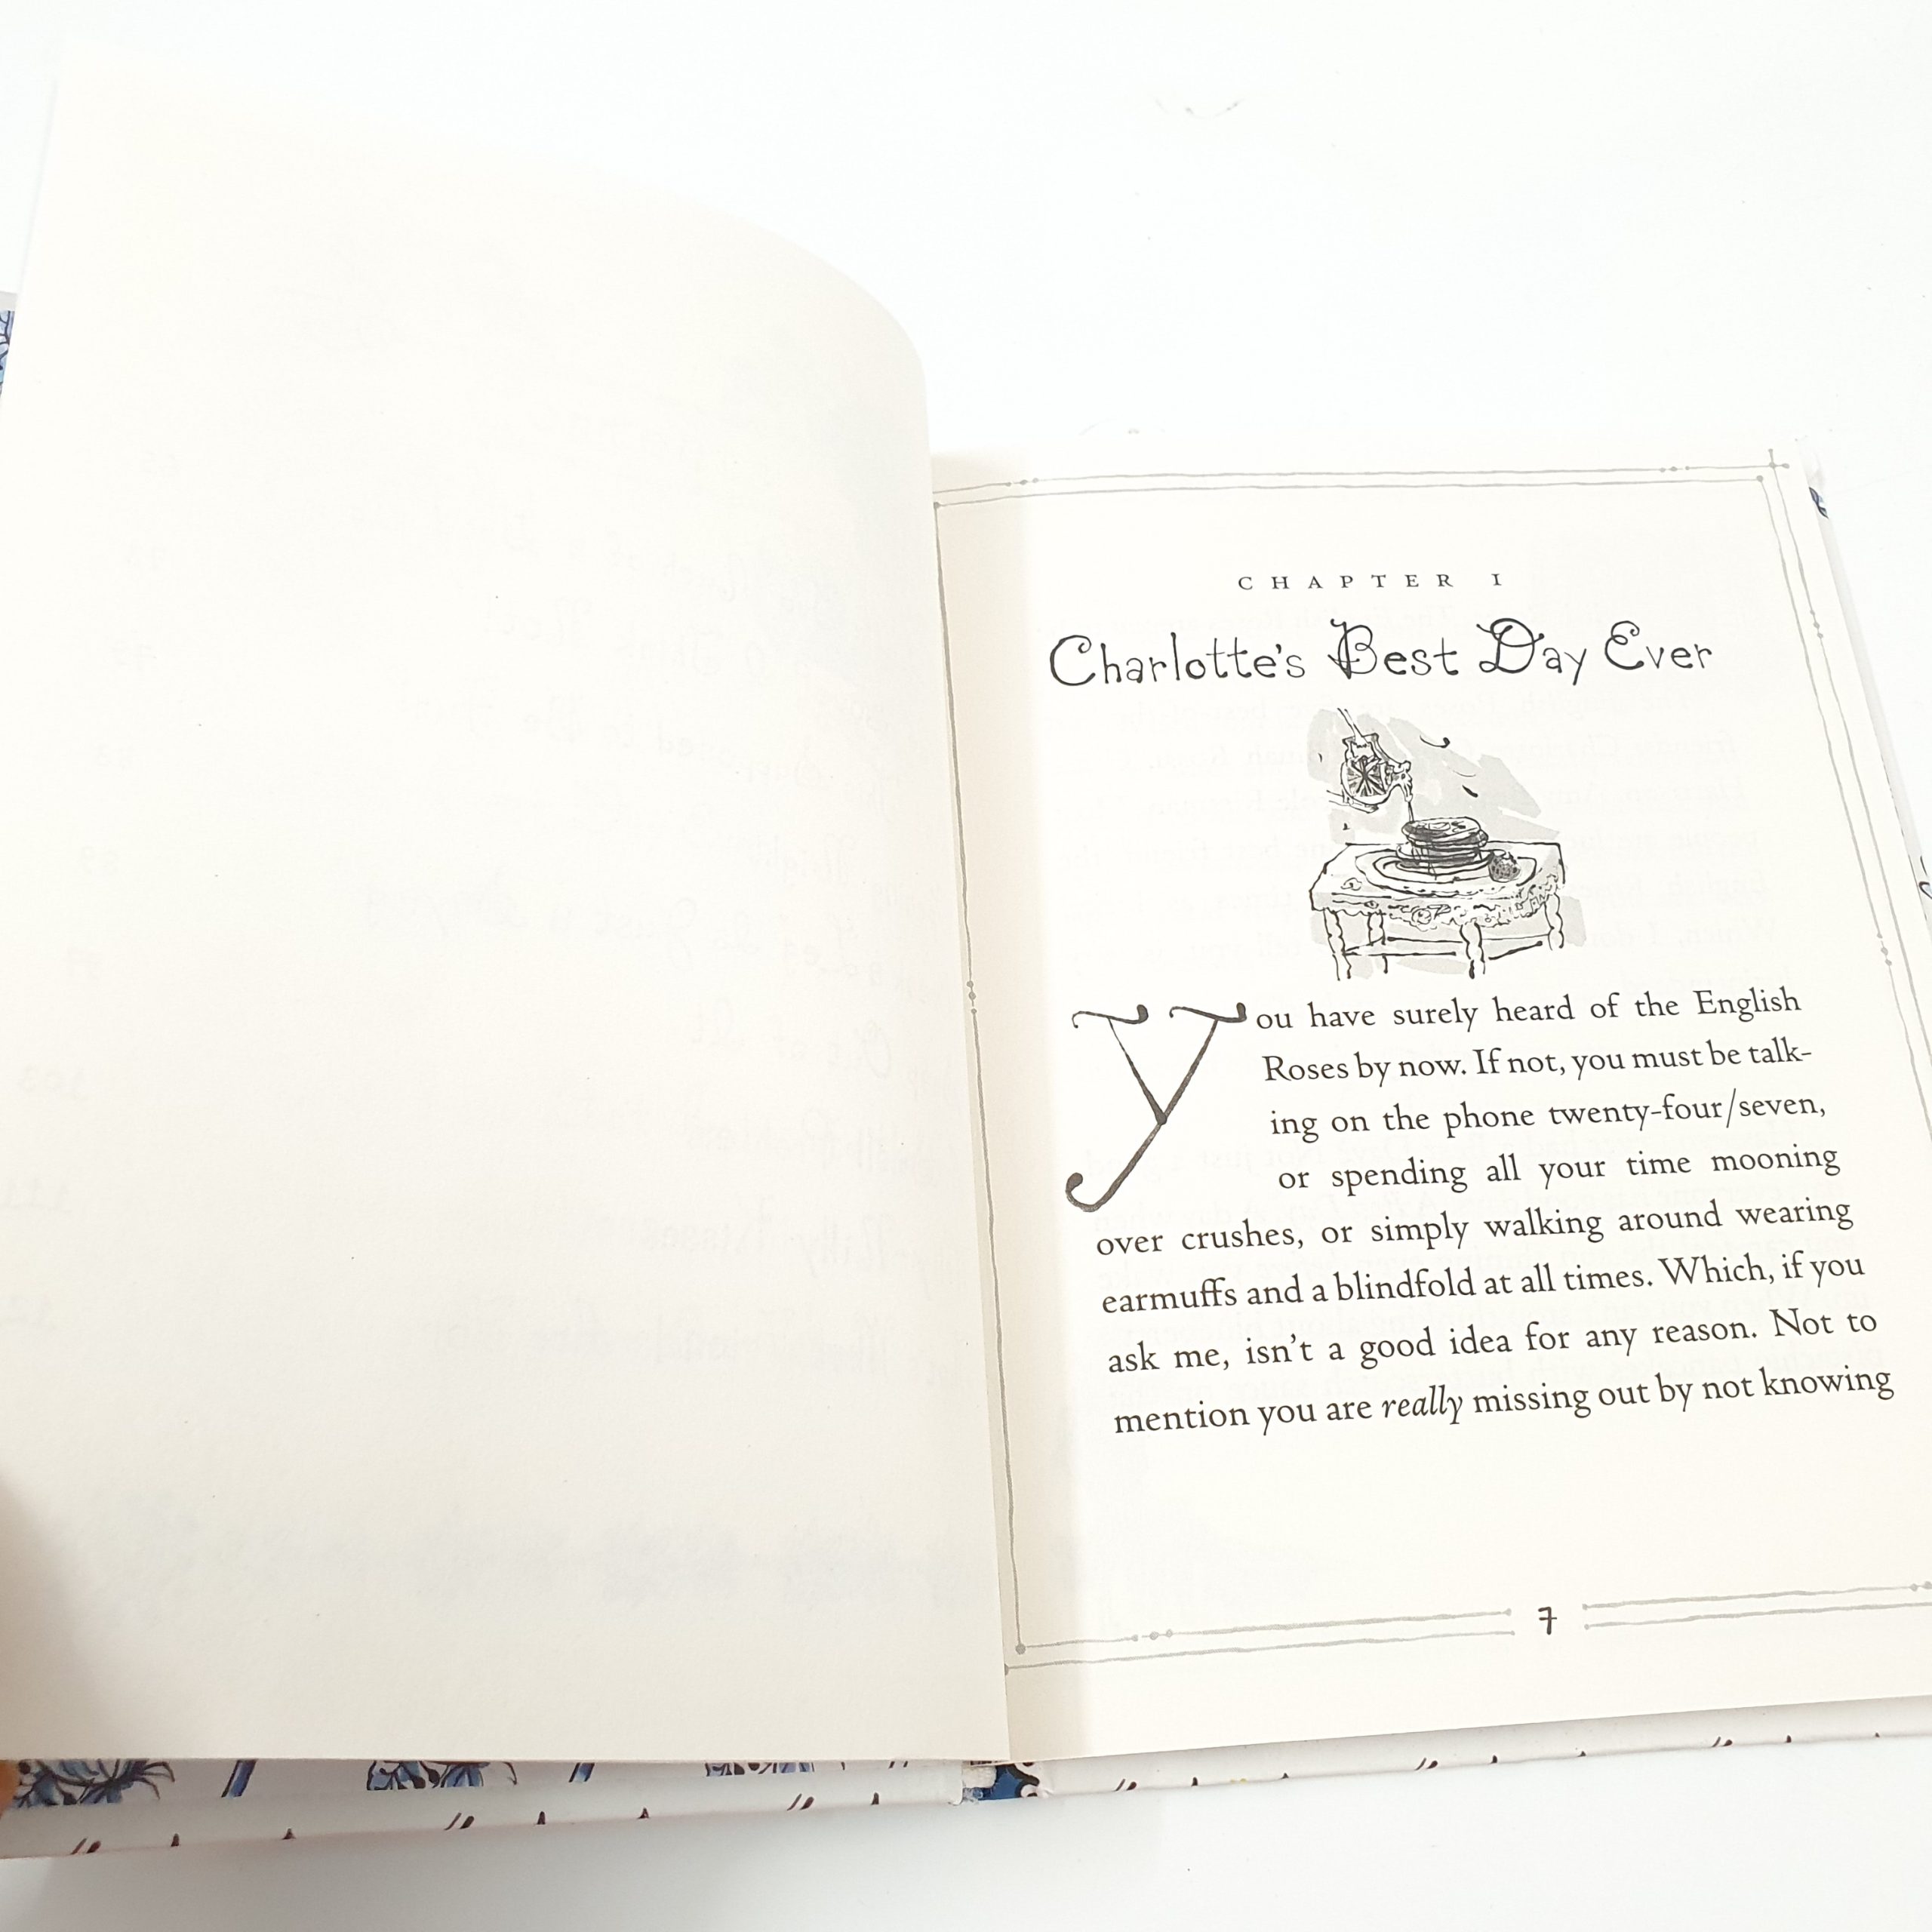 CHAPTER I
Charlotte's Best Day Ever
You have surely heard of the English
Roses by now. If not, you must be talk-
ing on the phone twenty-four/seven,
or spending all your time mooning
over crushes, or simply walking around wearing
earmuffs and a blindfold at all times. Which, if you
ask me, isn't a good idea for any reason. Not to
mention you are really missing out by not knowing
7